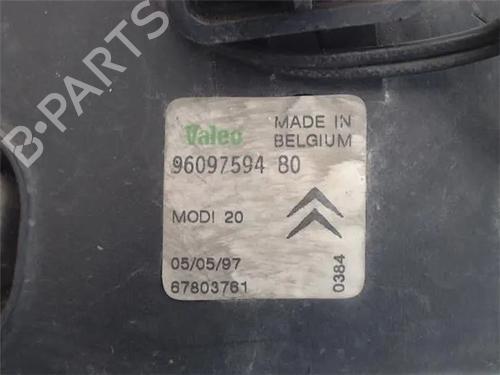 B-PARTS
Valeo
MADE IN
BELGIUM
96097594 80
MODI 20
05/05/97
67803761
0384